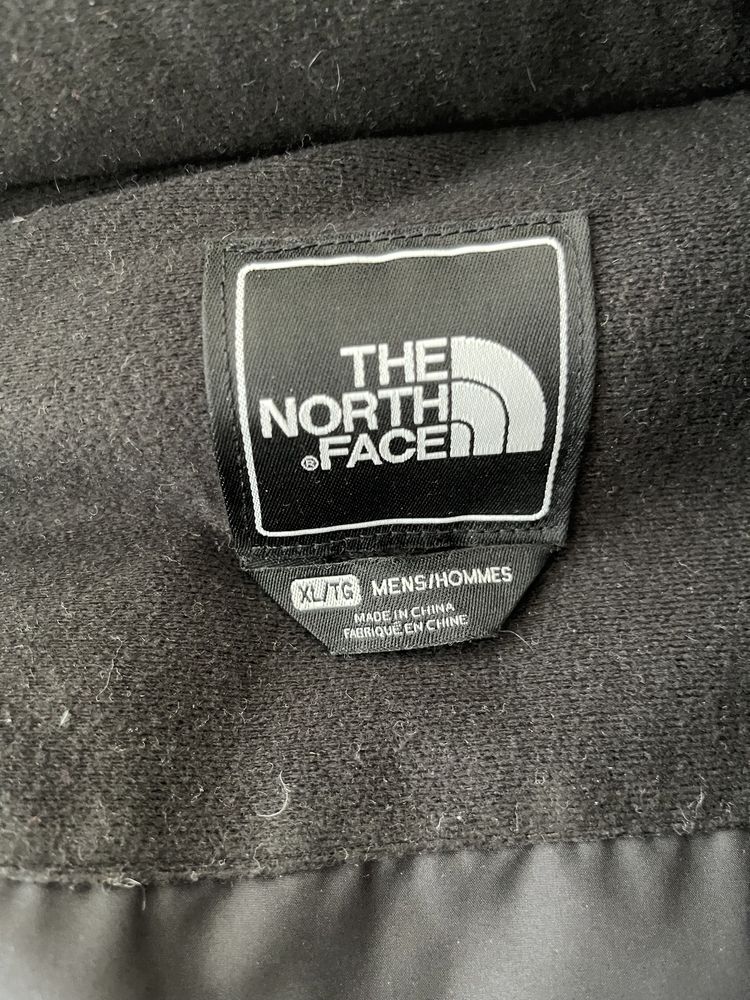 THE
NORTH
®FACE
XL/TG MENS/HOMMES
MADE IN CHINA
FABRIQUÉ EN CHINE